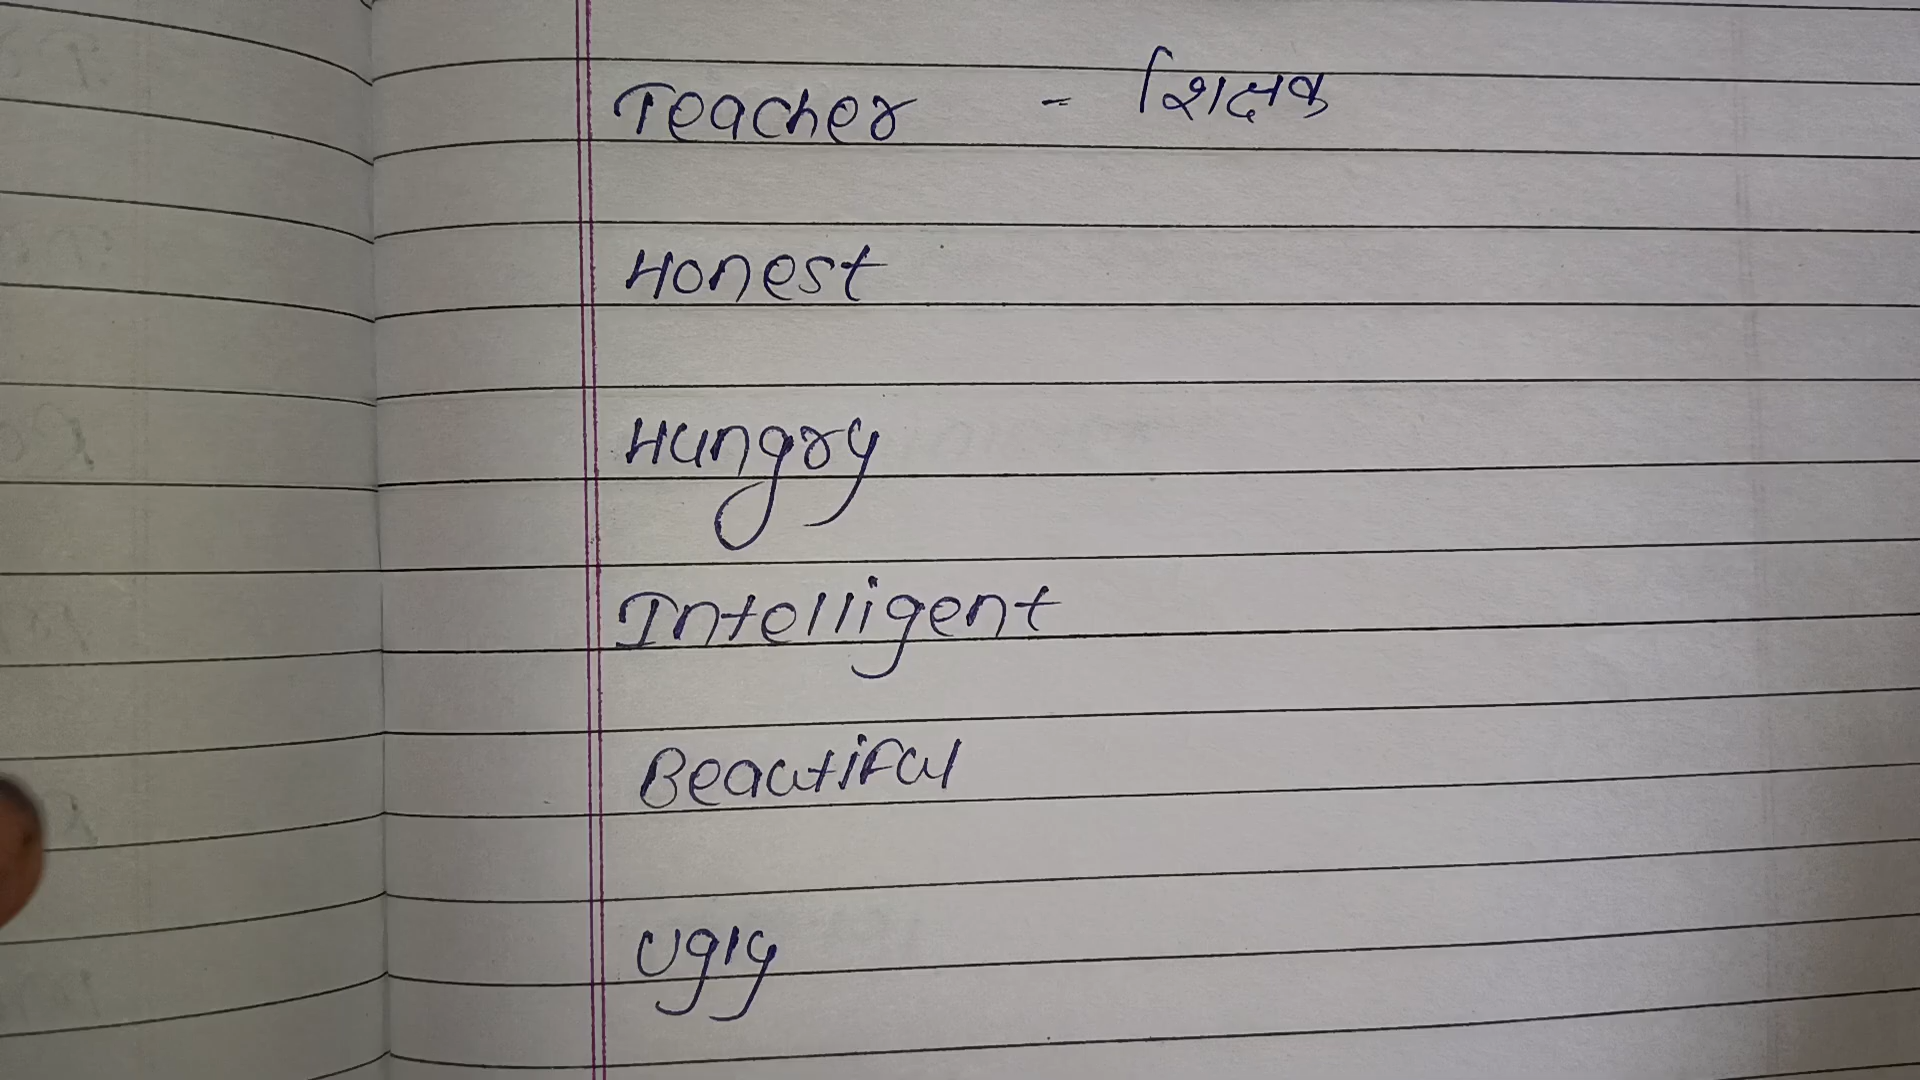 Teacher - शिक्षक
Honest
Hungry
Intelligent
Beautiful
Ugly